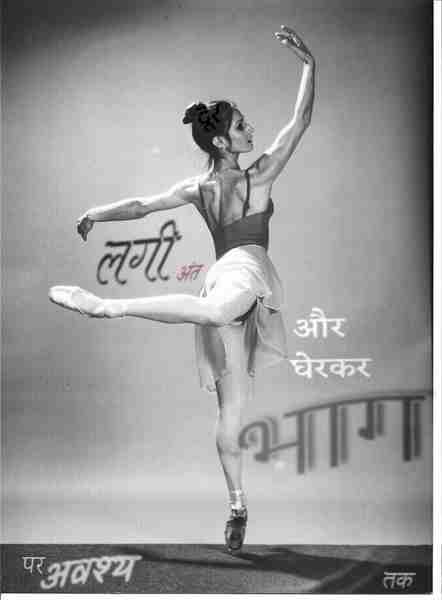 लगीं
अंत
और
घेरकर
भाग
पर अवश्य
तक